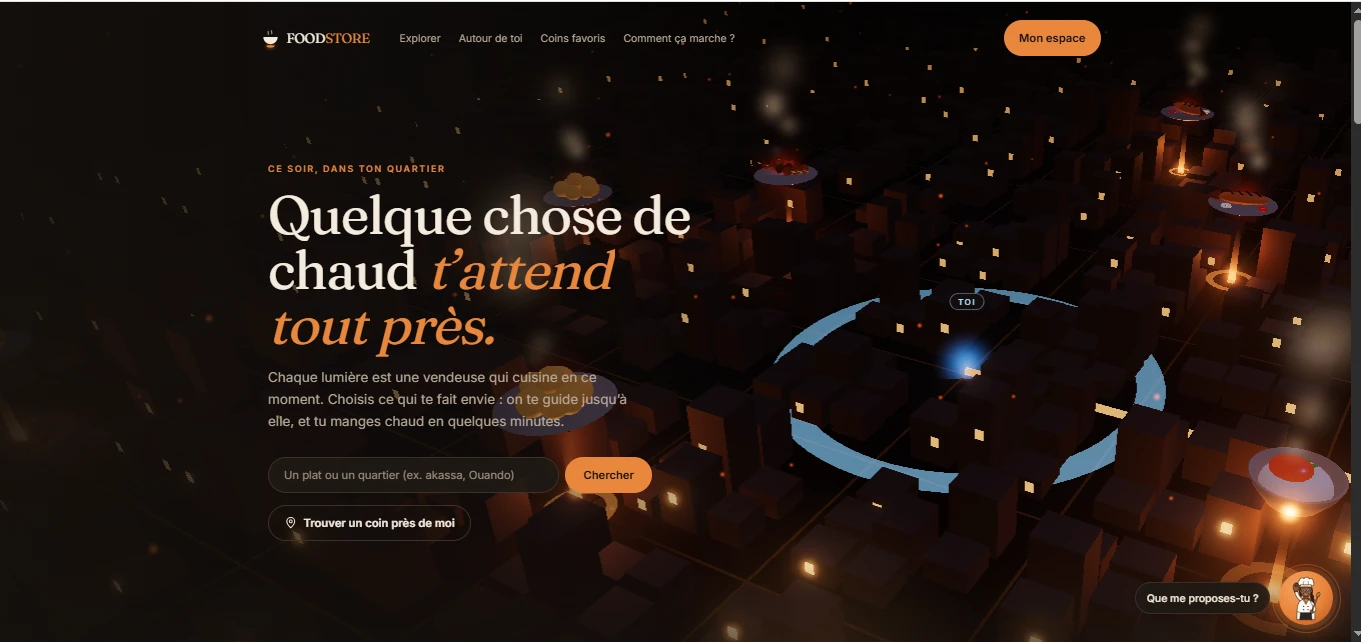 FOODSTORE
Explorer
Autour de toi
Coins favoris
Comment ça marche ?
Mon espace
CE SOIR, DANS TON QUARTIER
Quelque chose de
chaud t’attend
tout près.
TOI
Chaque lumière est une vendeuse qui cuisine en ce
moment. Choisis ce qui te fait envie : on te guide jusqu’à
elle, et tu manges chaud en quelques minutes.
Un plat ou un quartier (ex. akassa, Ouando)
Chercher
Trouver un coin près de moi
Que me proposes-tu ?